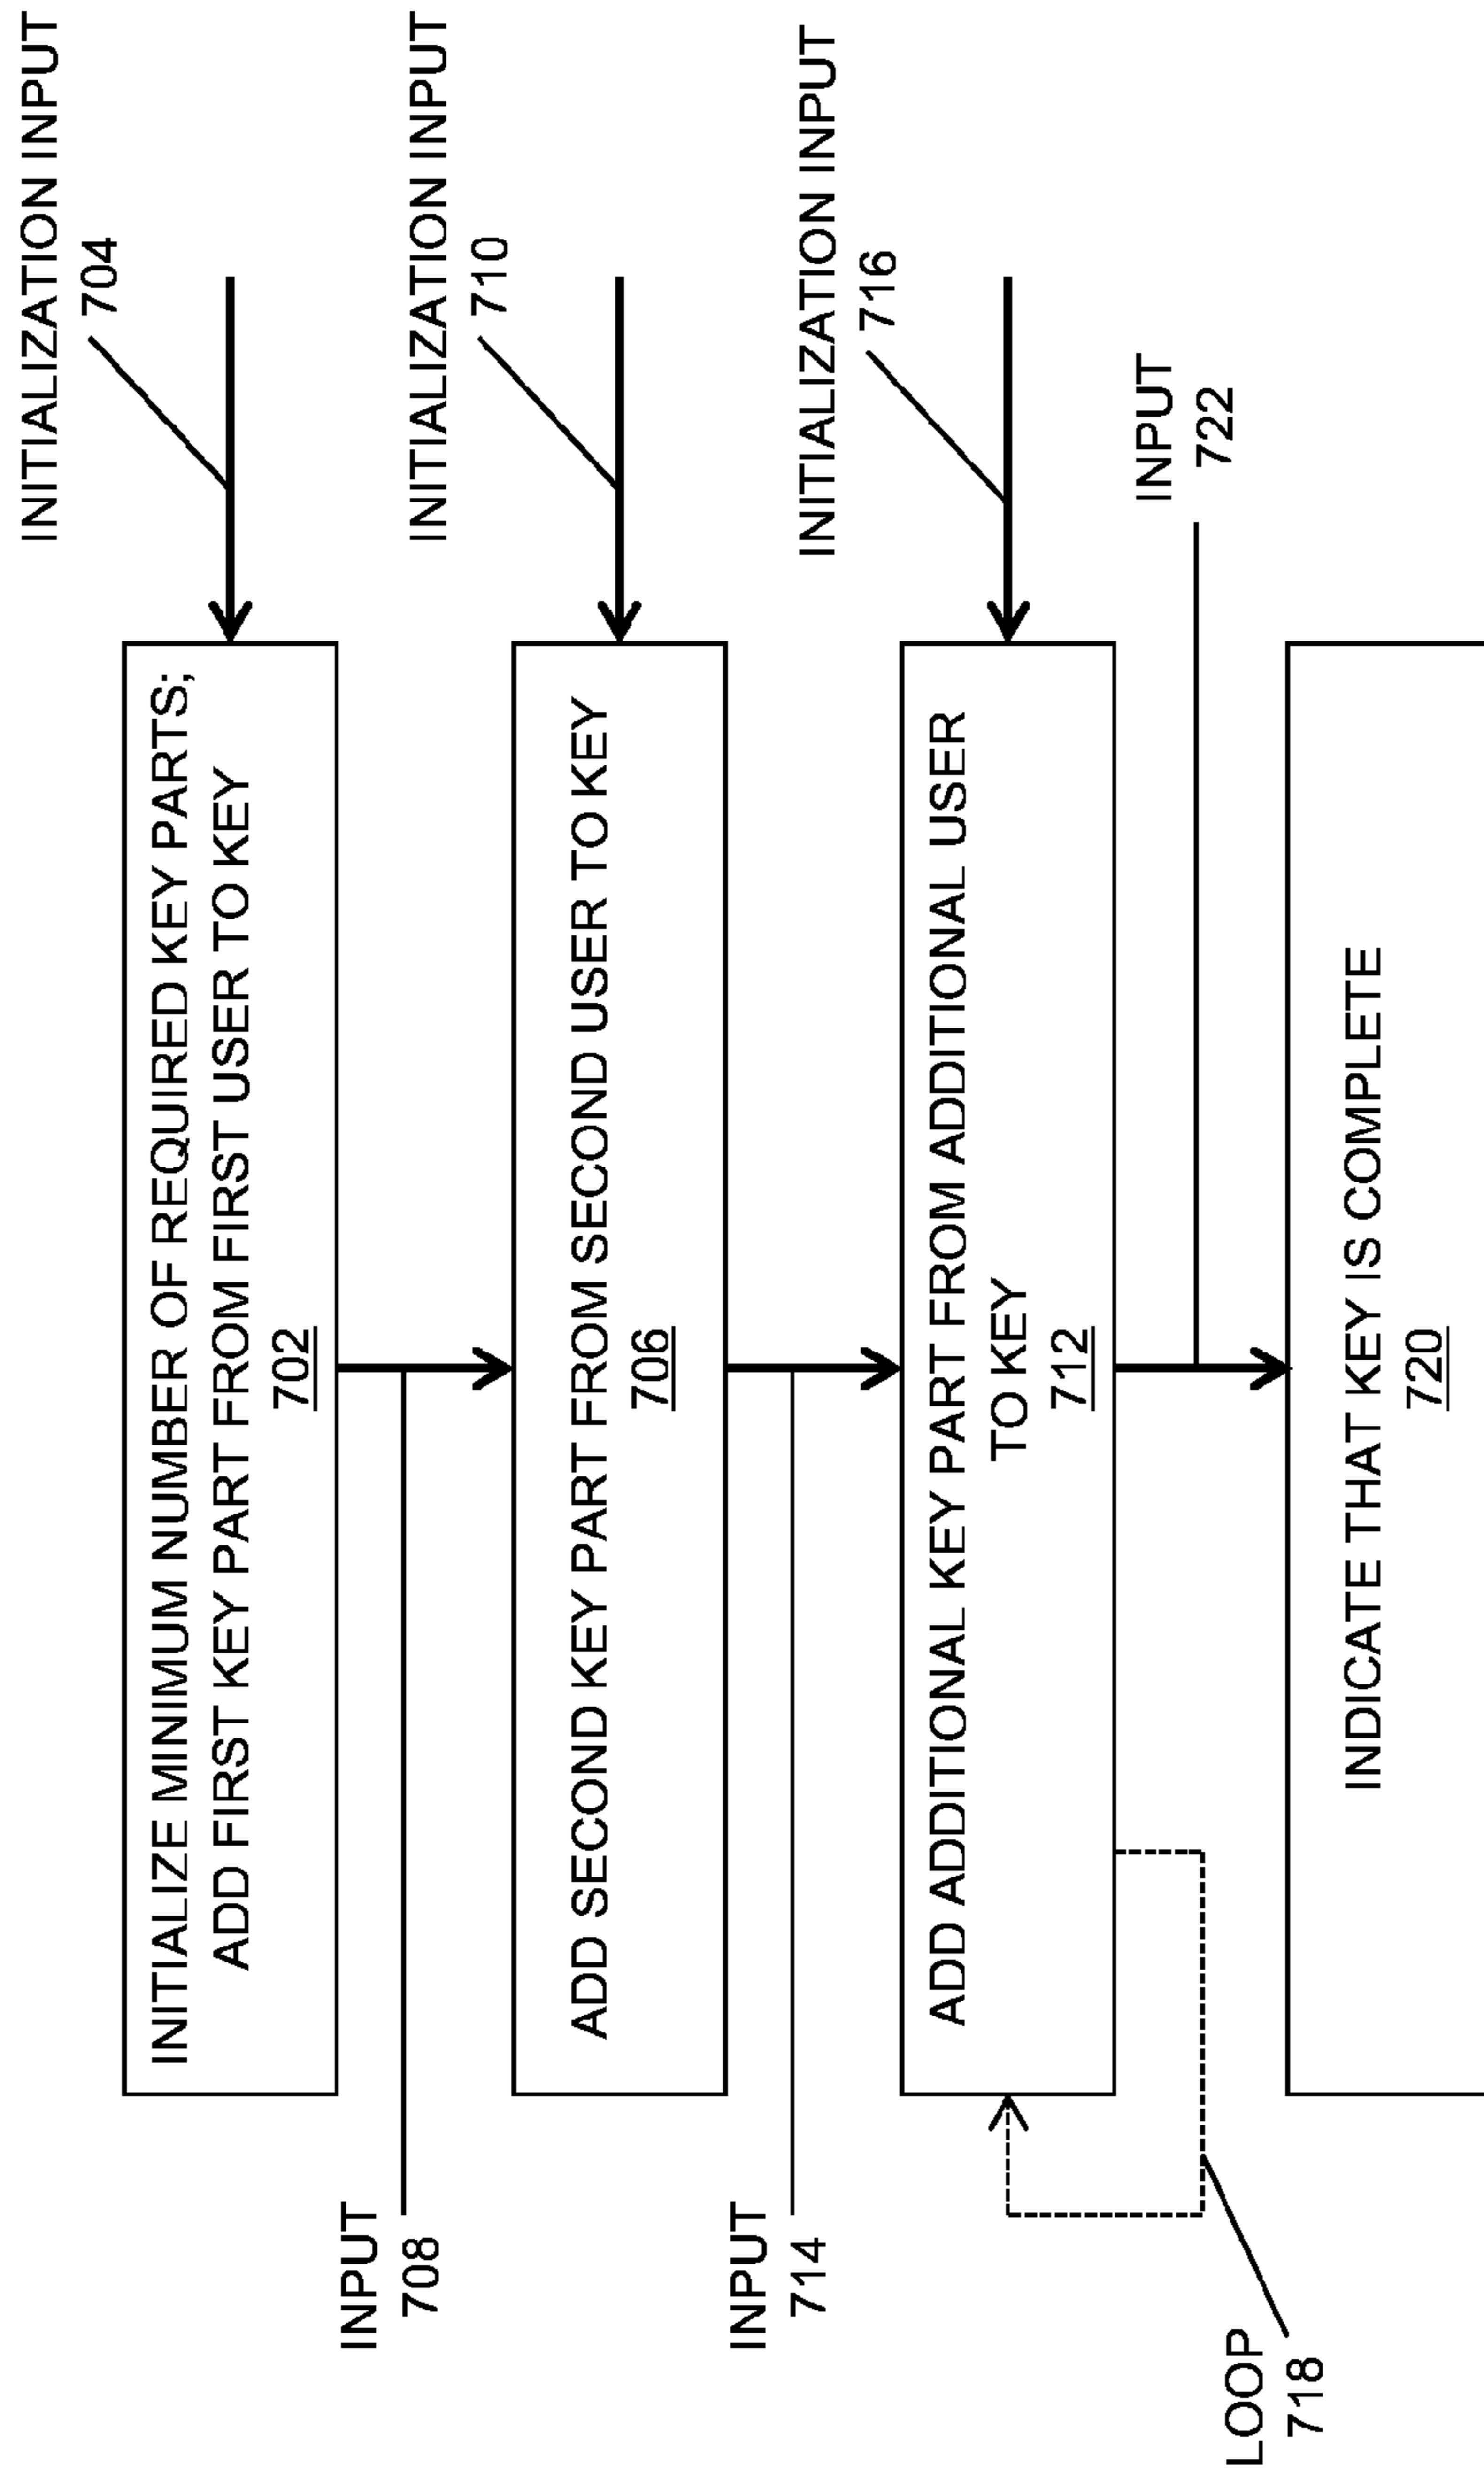 INITIALIZATION INPUT
704
INITIALIZE MINIMUM NUMBER OF REQUIRED KEY PARTS;
ADD FIRST KEY PART FROM FIRST USER TO KEY
702
INPUT
708
INITIALIZATION INPUT
710
ADD SECOND KEY PART FROM SECOND USER TO KEY
706
INPUT
714
INITIALIZATION INPUT
716
ADD ADDITIONAL KEY PART FROM ADDITIONAL USER
TO KEY
712
INPUT
722
LOOP
718
INDICATE THAT KEY IS COMPLETE
720